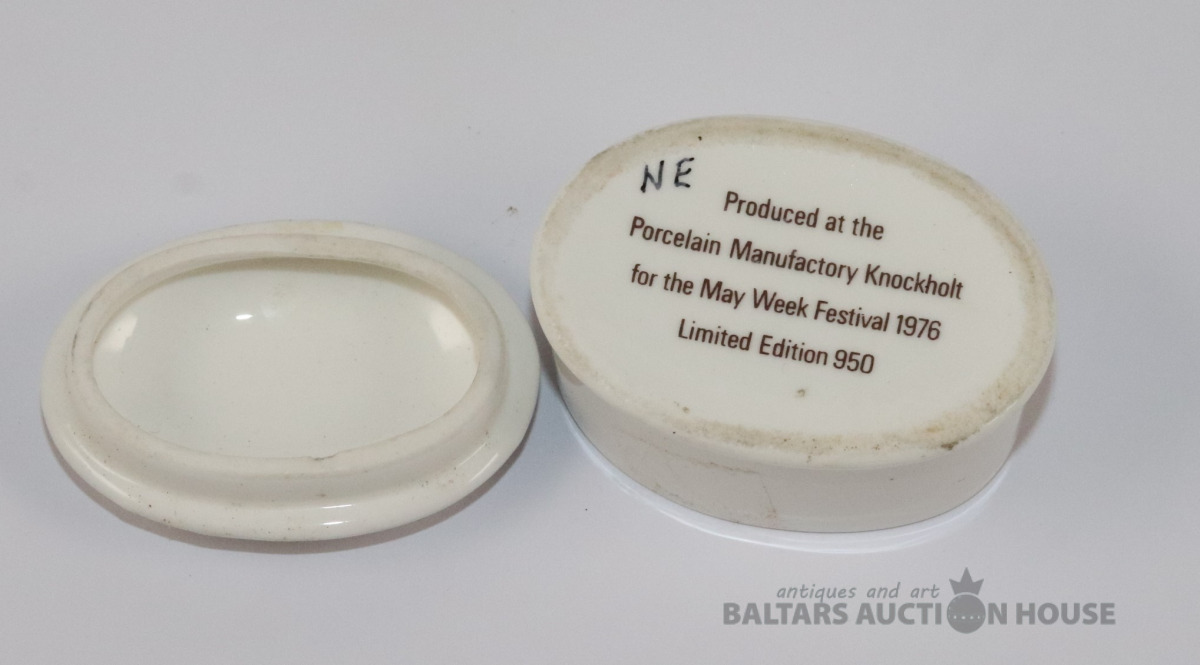 NE
Produced at the
Porcelain Manufactory Knockholt
for the May Week Festival 1976
Limited Edition 950
antiques and art
BALTARS AUCTION HOUSE